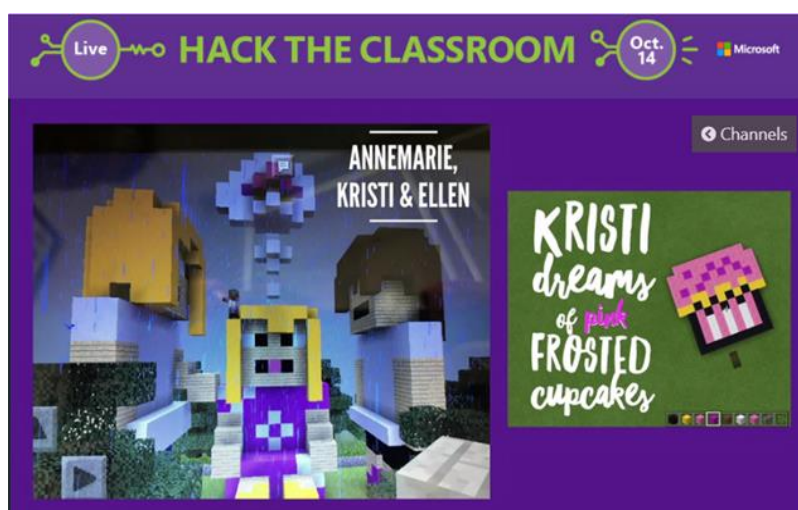 Live
HACK THE CLASSROOM
Oct.
14
Microsoft
Channels
ANNEMARIE,
KRISTI & ELLEN
KRISTI
dreams
of pink
FROSTED
cupcakes